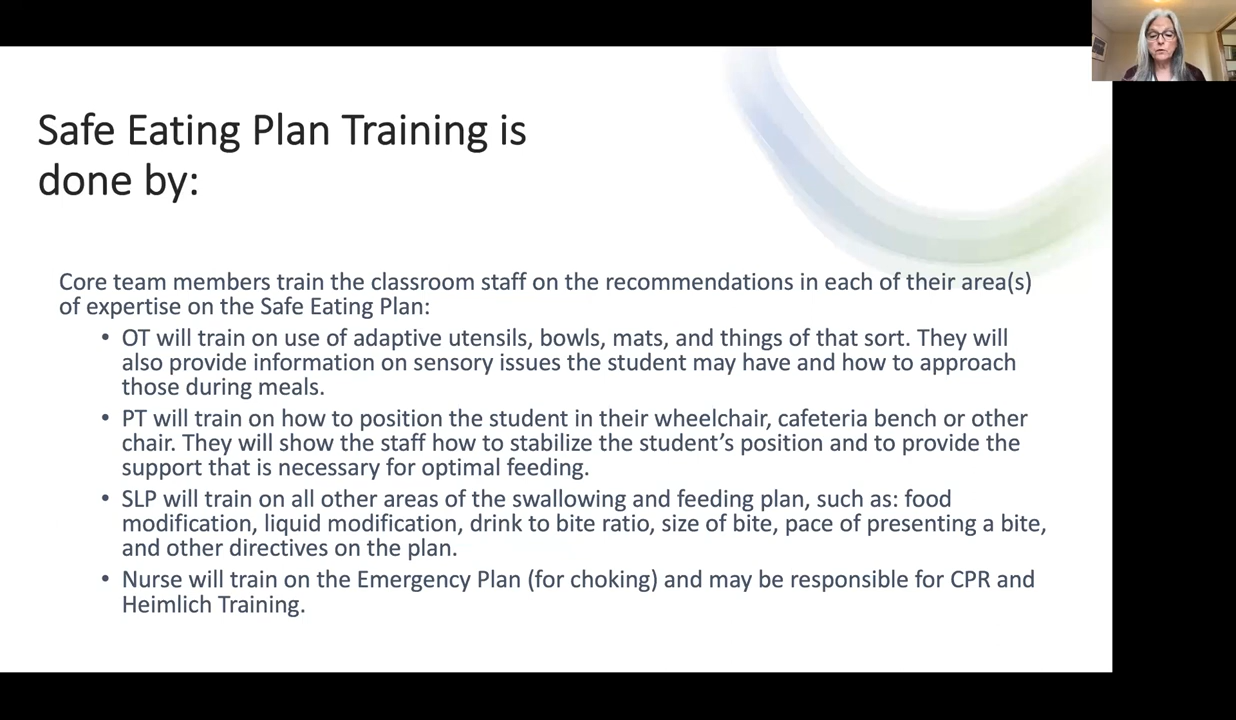 Safe Eating Plan Training is
done by:
Core team members train the classroom staff on the recommendations in each of their area(s)
of expertise on the Safe Eating Plan:
• OT will train on use of adaptive utensils, bowls, mats, and things of that sort. They will
also provide information on sensory issues the student may have and how to approach
those during meals.
• PT will train on how to position the student in their wheelchair, cafeteria bench or other
chair. They will show the staff how to stabilize the student’s position and to provide the
support that is necessary for optimal feeding.
• SLP will train on all other areas of the swallowing and feeding plan, such as: food
modification, liquid modification, drink to bite ratio, size of bite, pace of presenting a bite,
and other directives on the plan.
• Nurse will train on the Emergency Plan (for choking) and may be responsible for CPR and
Heimlich Training.